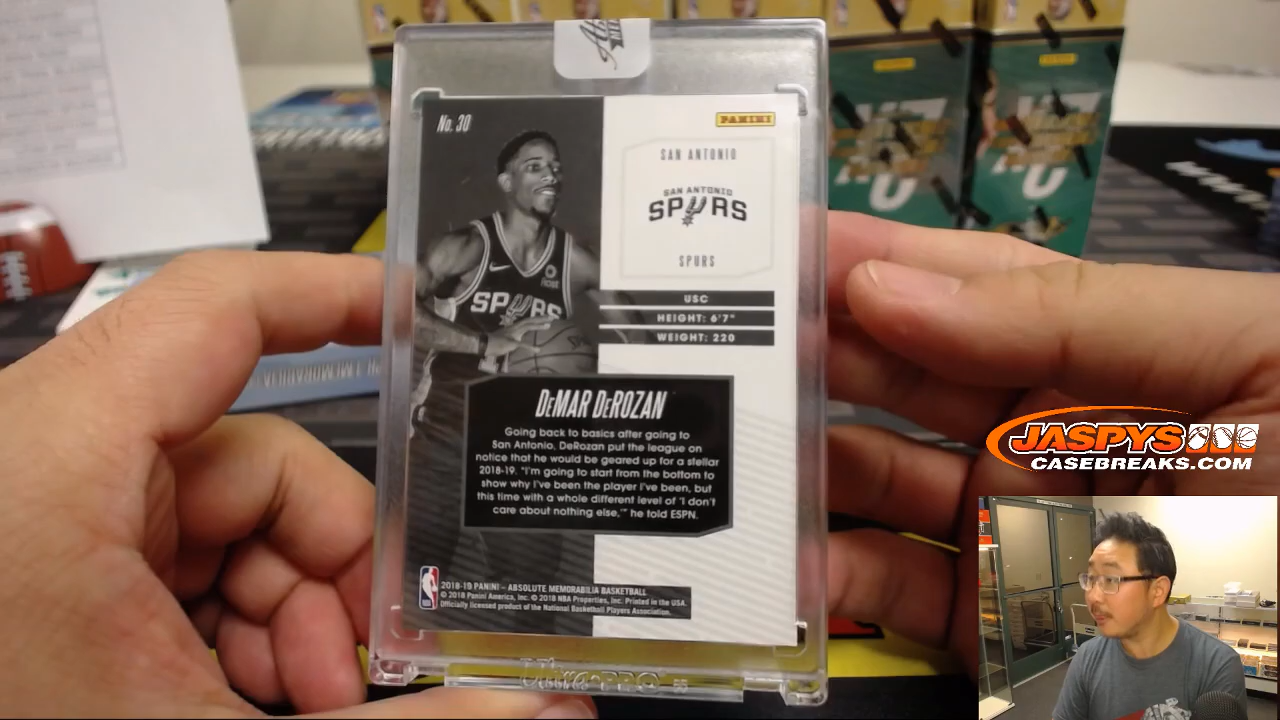 No. 30
PANINI
SAN ANTONIO
SAN ANTONIO
SPURS
SPURS
USC
HEIGHT: 6'7"
WEIGHT: 220
SPURS
DeMAR DeROZAN
Going back to basics after going to
San Antonio, DeRozan put the league on
notice that he would be geared up for a stellar
2018-19. "I'm going to start from the bottom to
show why I've been the player I've been, but
this time with a whole different level of 'I don't
care about nothing else,'" he told ESPN.
2018-19 PANINI – ABSOLUTE MEMORABILIA BASKETBALL
© 2018 Panini America, Inc. © 2018 NBA Properties, Inc. Printed in the USA.
Officially licensed product of the National Basketball Players Association.
Ultra·PRO
JASPYS
CASEBREAKS.COM